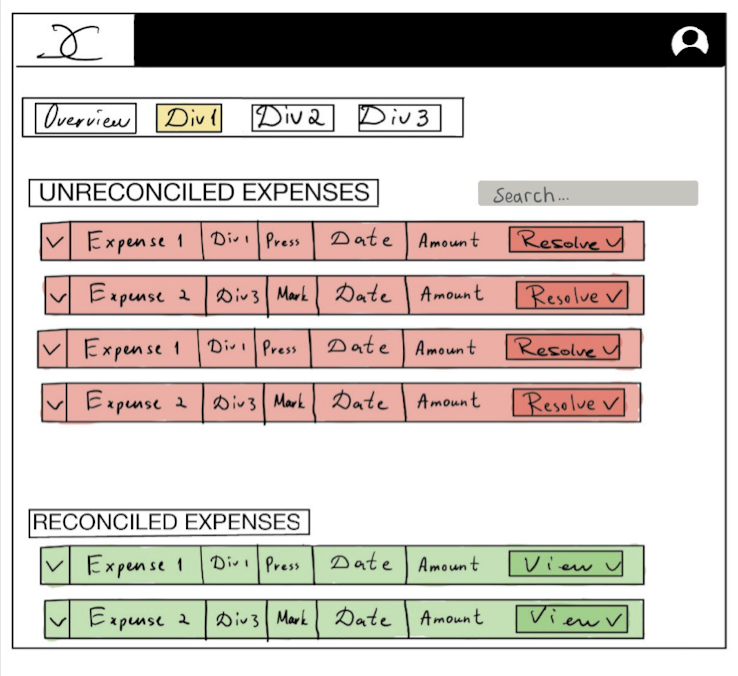 Overview Div1 Div2 Div3
UNRECONCILED EXPENSES Search...
Expense 1 Div1 Press Date Amount Resolve
Expense 2 Div3 Mark Date Amount Resolve
Expense 1 Div1 Press Date Amount Resolve
Expense 2 Div3 Mark Date Amount Resolve
RECONCILED EXPENSES
Expense 1 Div1 Press Date Amount View
Expense 2 Div3 Mark Date Amount View